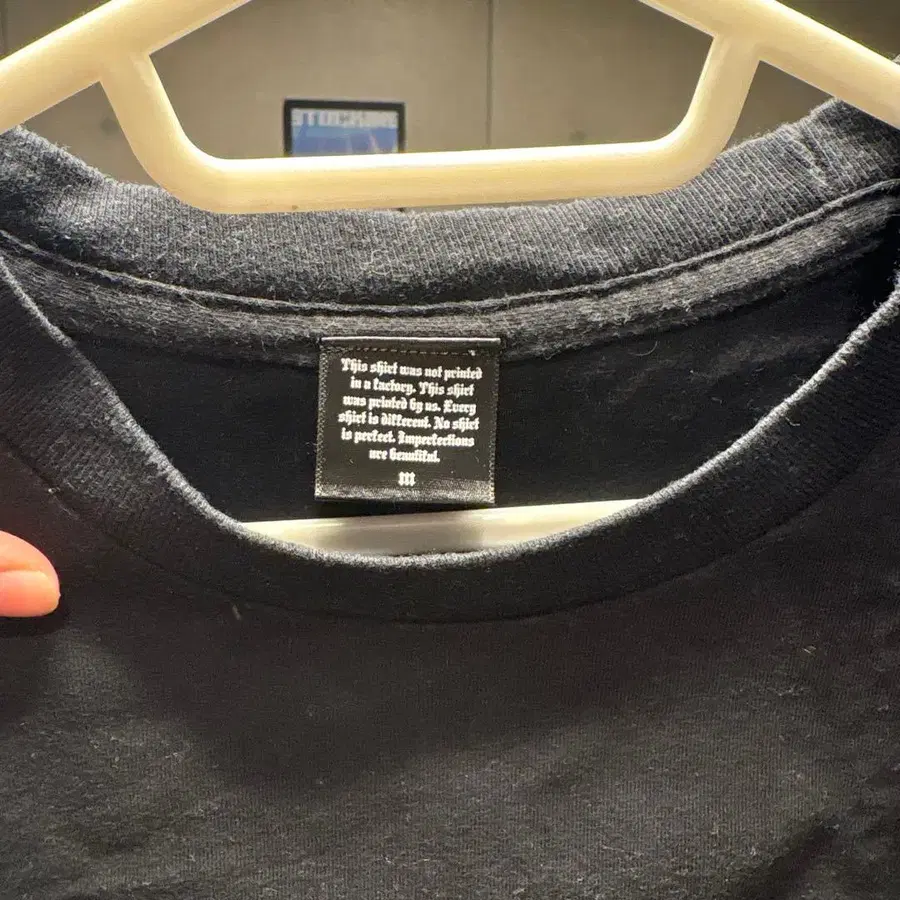 This shirt was not printed
in a factory. This shirt
was printed by us. Every
shirt is different. No shirt
is perfect. Imperfections
are beautiful.
m